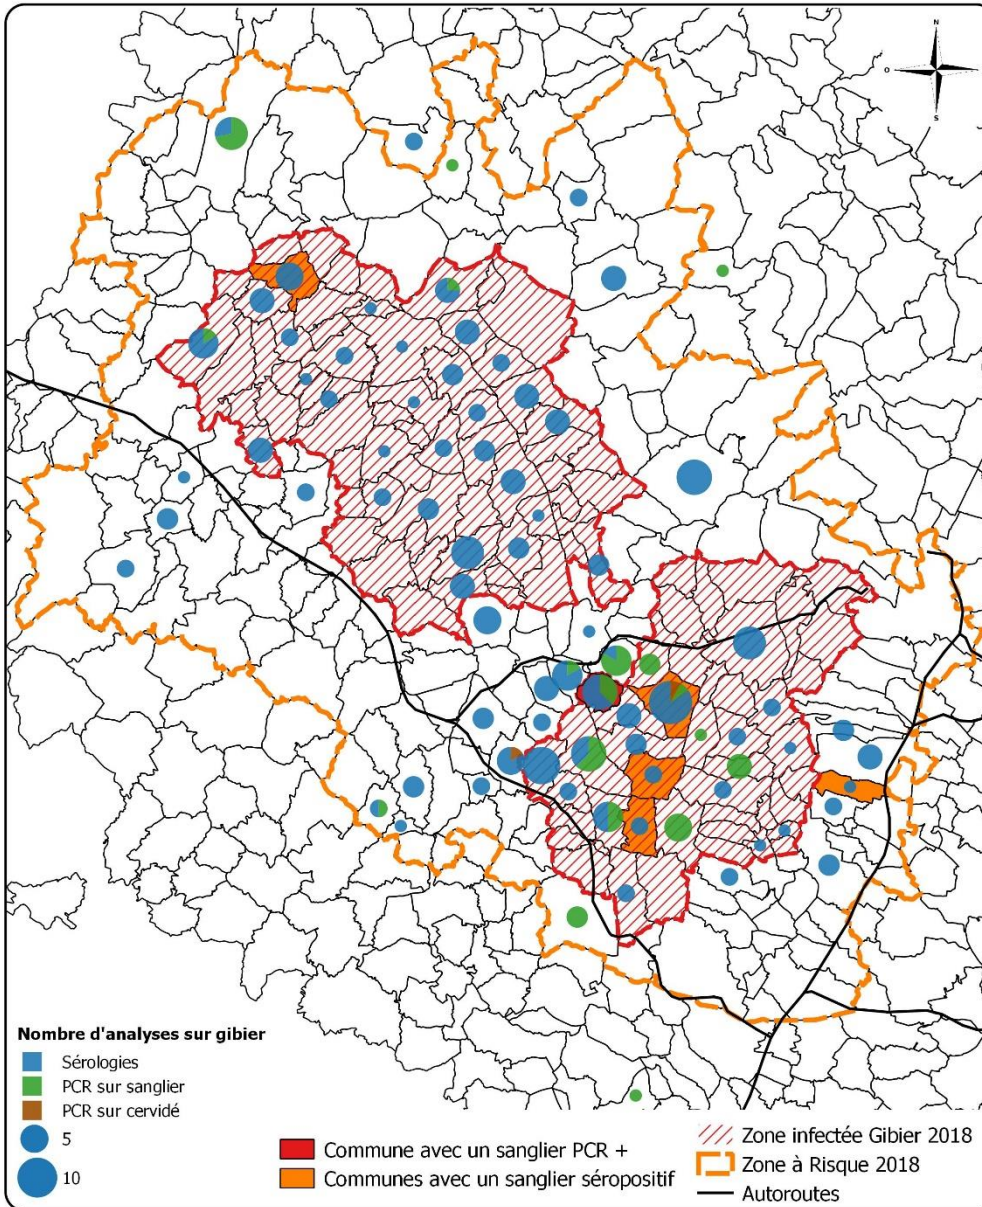 N
O
E
S
Nombre d'analyses sur gibier
Sérologies
PCR sur sanglier
PCR sur cervidé
5
10
Commune avec un sanglier PCR +
Communes avec un sanglier séropositif
Zone infectée Gibier 2018
Zone à Risque 2018
Autoroutes